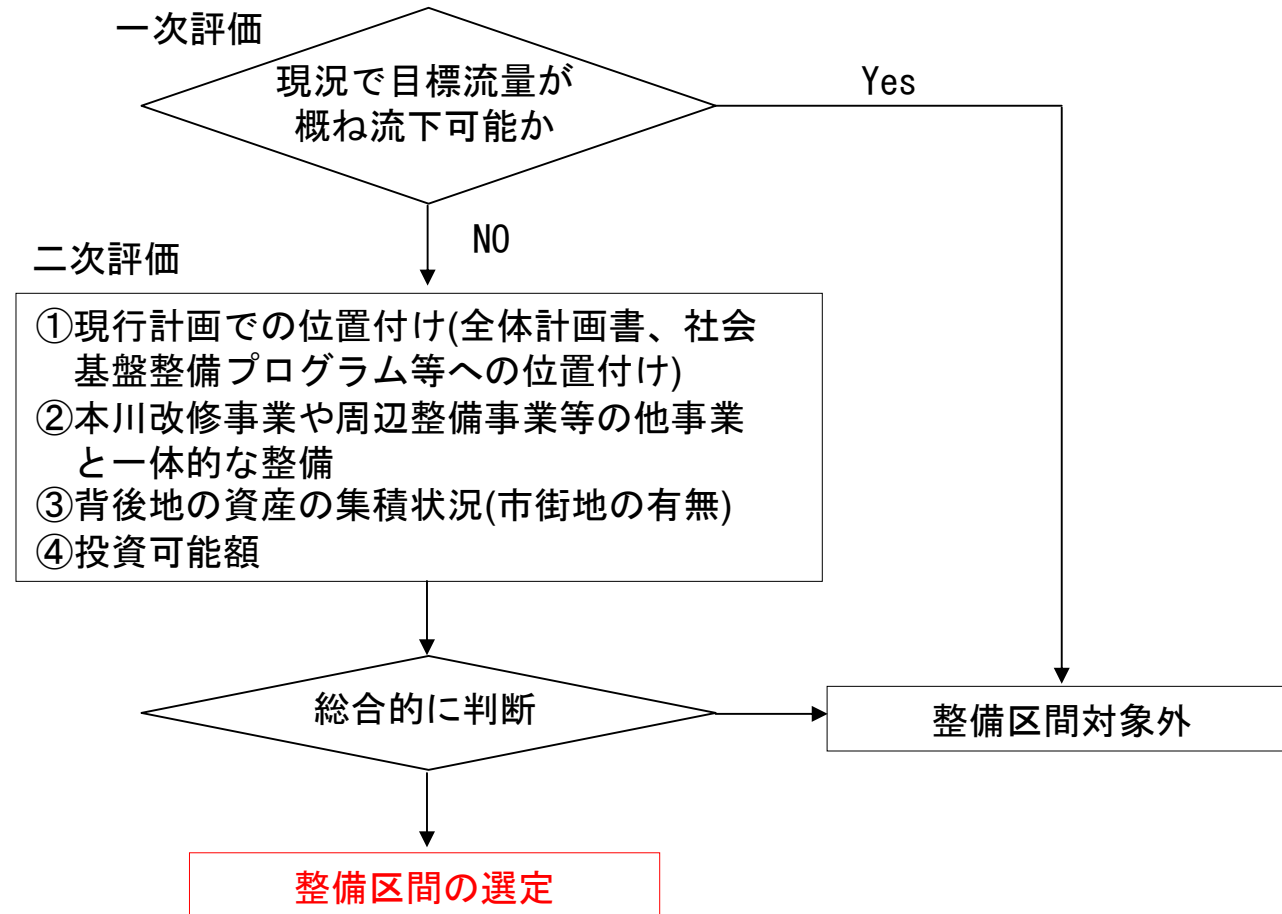 一次評価
現況で目標流量が
概ね流下可能か
Yes
NO
二次評価
①現行計画での位置付け(全体計画書、社会
基盤整備プログラム等への位置付け)
②本川改修事業や周辺整備事業等の他事業
と一体的な整備
③背後地の資産の集積状況(市街地の有無)
④投資可能額
総合的に判断
整備区間対象外
整備区間の選定